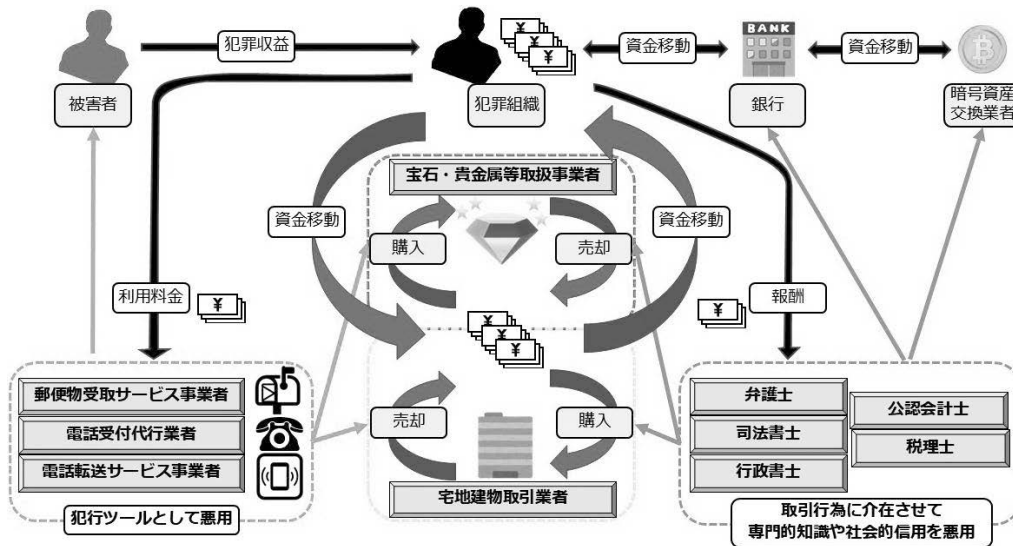 犯罪収益
資金移動
BANK
資金移動
₿
被害者
犯罪組織
¥
¥
¥
銀行
暗号資産
交換業者
宝石・貴金属等取扱事業者
資金移動
購入
売却
資金移動
利用料金
¥
¥
報酬
¥
¥
¥
郵便物受取サービス事業者
電話受付代行業者
電話転送サービス事業者
犯行ツールとして悪用
売却
購入
宅地建物取引業者
弁護士
司法書士
行政書士
公認会計士
税理士
取引行為に介在させて
専門的知識や社会的信用を悪用